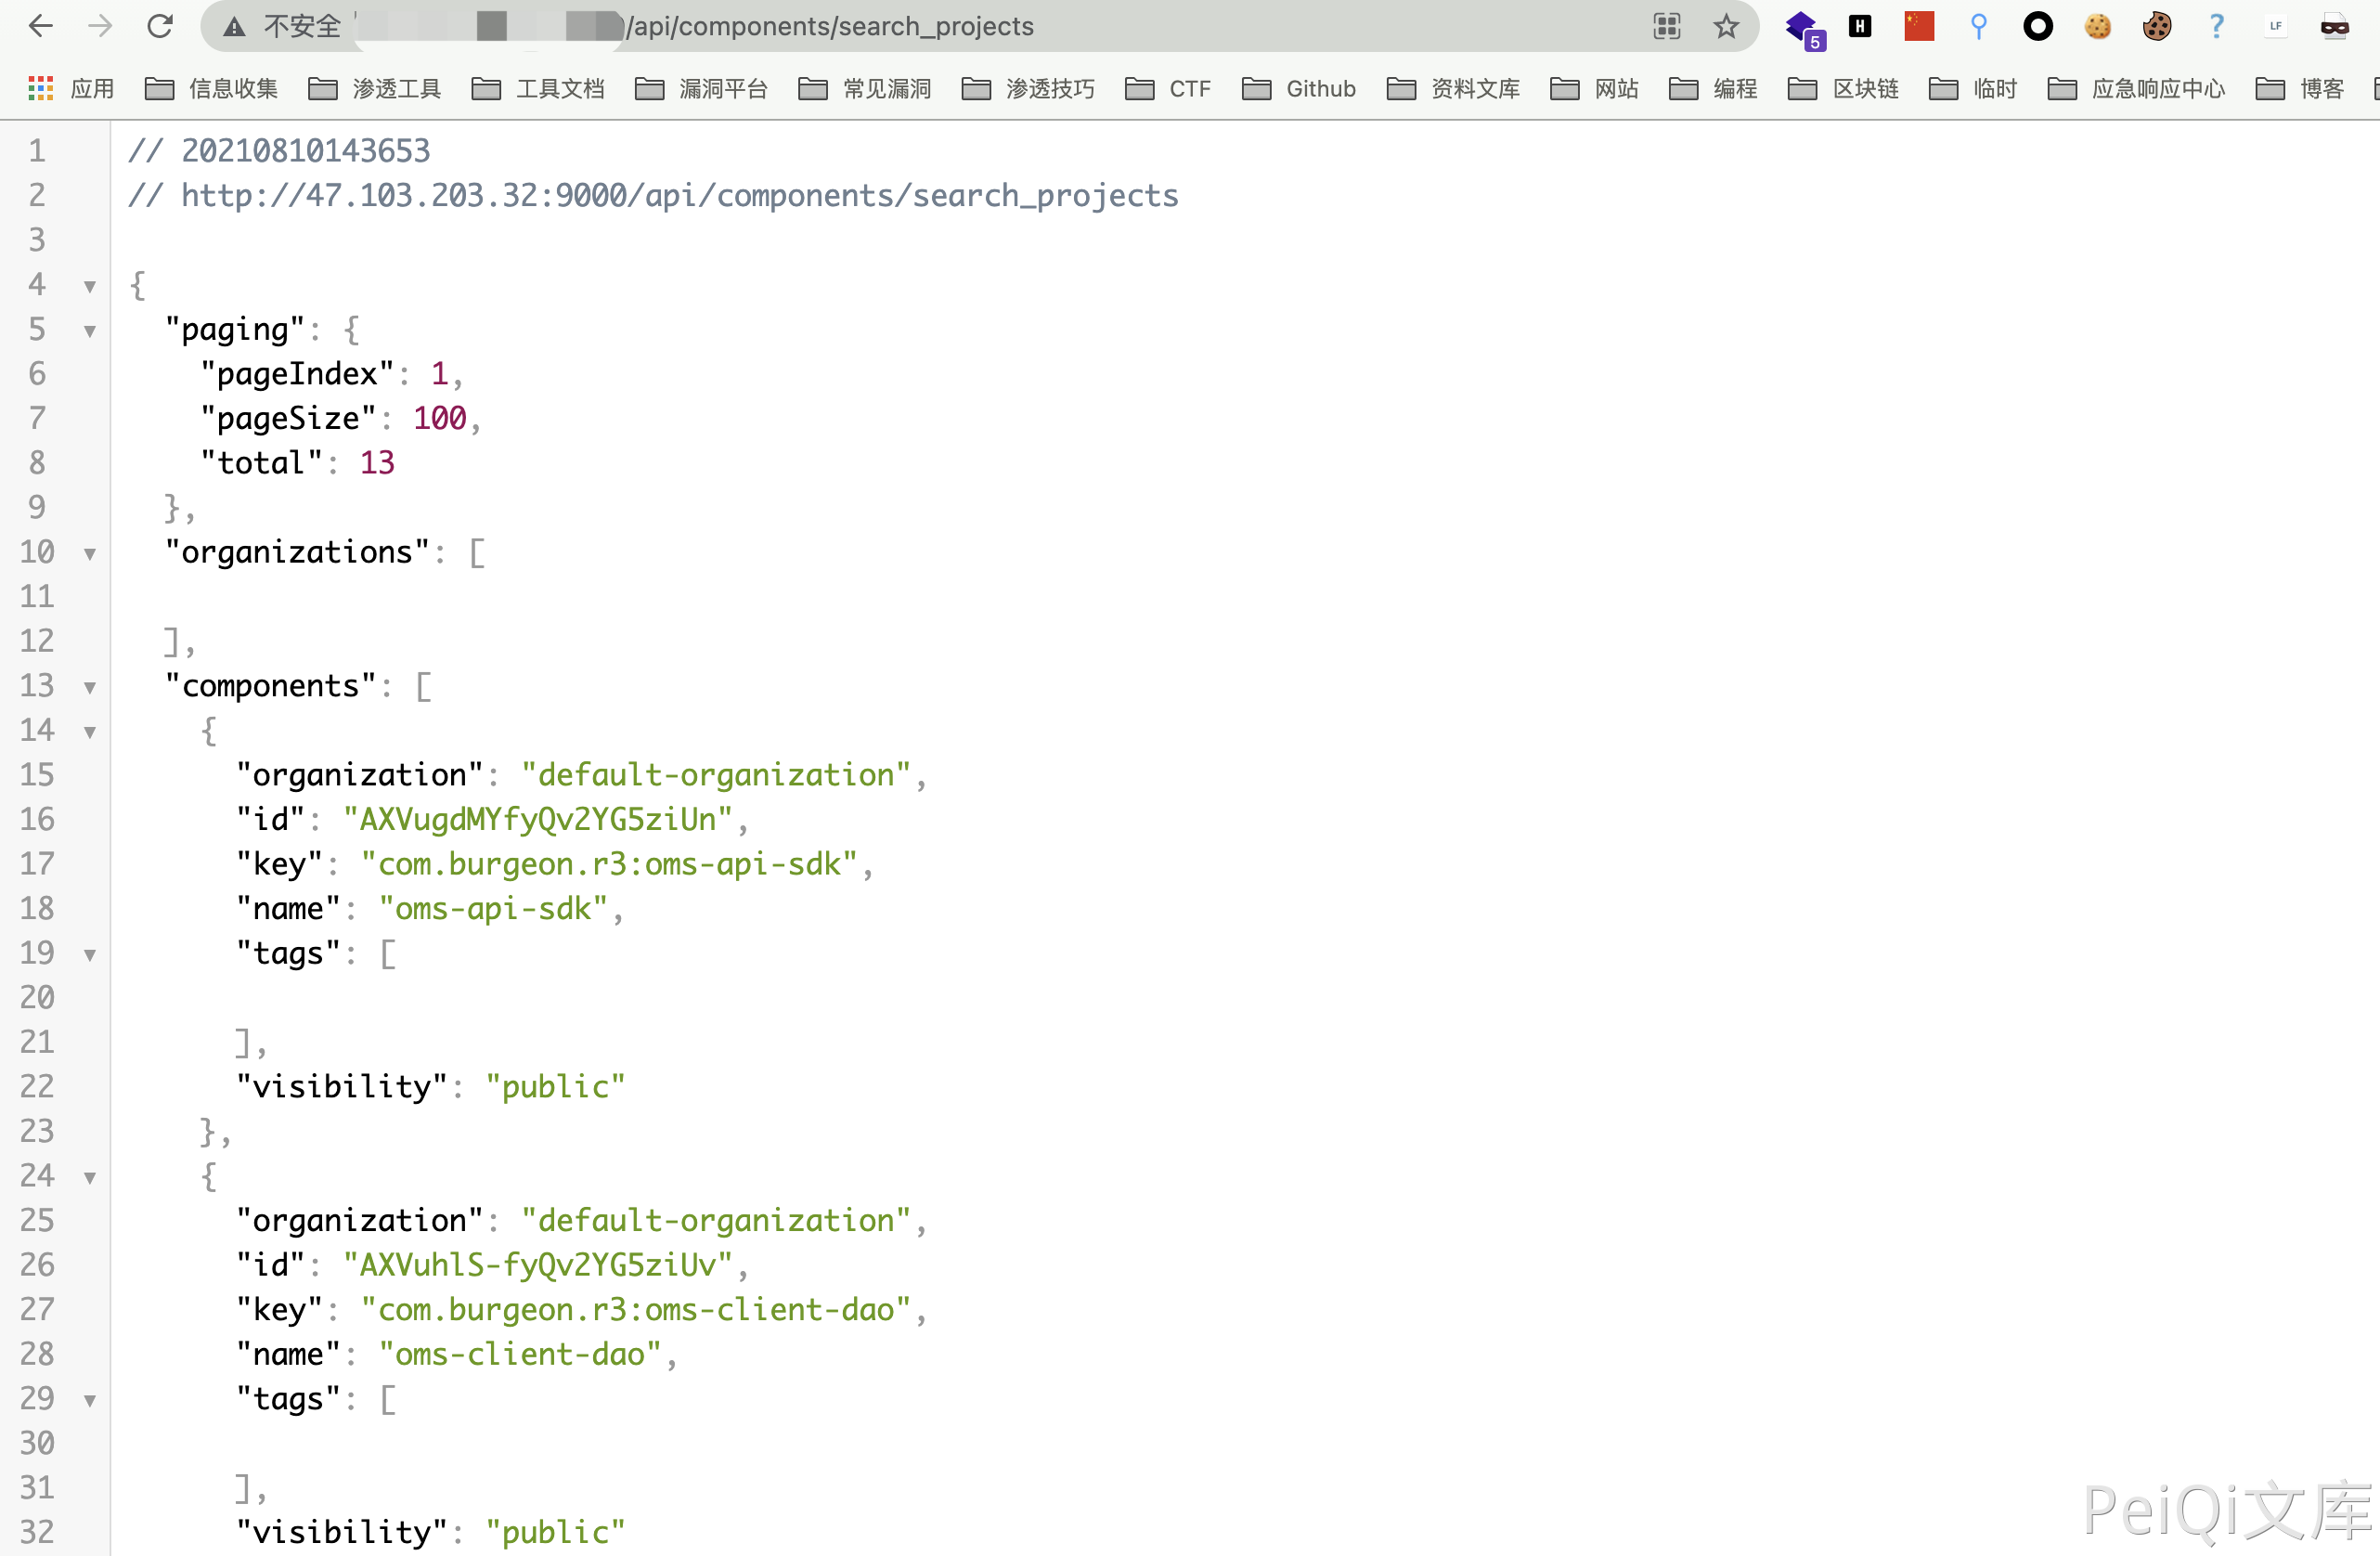 不安全 /api/components/search_projects
5 H ? LF
应用 信息收集 渗透工具 工具文档 漏洞平台 常见漏洞 渗透技巧 CTF Github 资料文库 网站 编程 区块链 临时 应急响应中心 博客
1 // 20210810143653
2 // http://47.103.203.32:9000/api/components/search_projects
3
4 {
5 "paging": {
6 "pageIndex": 1,
7 "pageSize": 100,
8 "total": 13
9 },
10 "organizations": [
11
12 ],
13 "components": [
14 {
15 "organization": "default-organization",
16 "id": "AXVugdMYfyQv2YG5ziUn",
17 "key": "com.burgeon.r3:oms-api-sdk",
18 "name": "oms-api-sdk",
19 "tags": [
20
21 ],
22 "visibility": "public"
23 },
24 {
25 "organization": "default-organization",
26 "id": "AXVuhlS-fyQv2YG5ziUv",
27 "key": "com.burgeon.r3:oms-client-dao",
28 "name": "oms-client-dao",
29 "tags": [
30
31 ],
32 "visibility": "public"
PeiQi文库